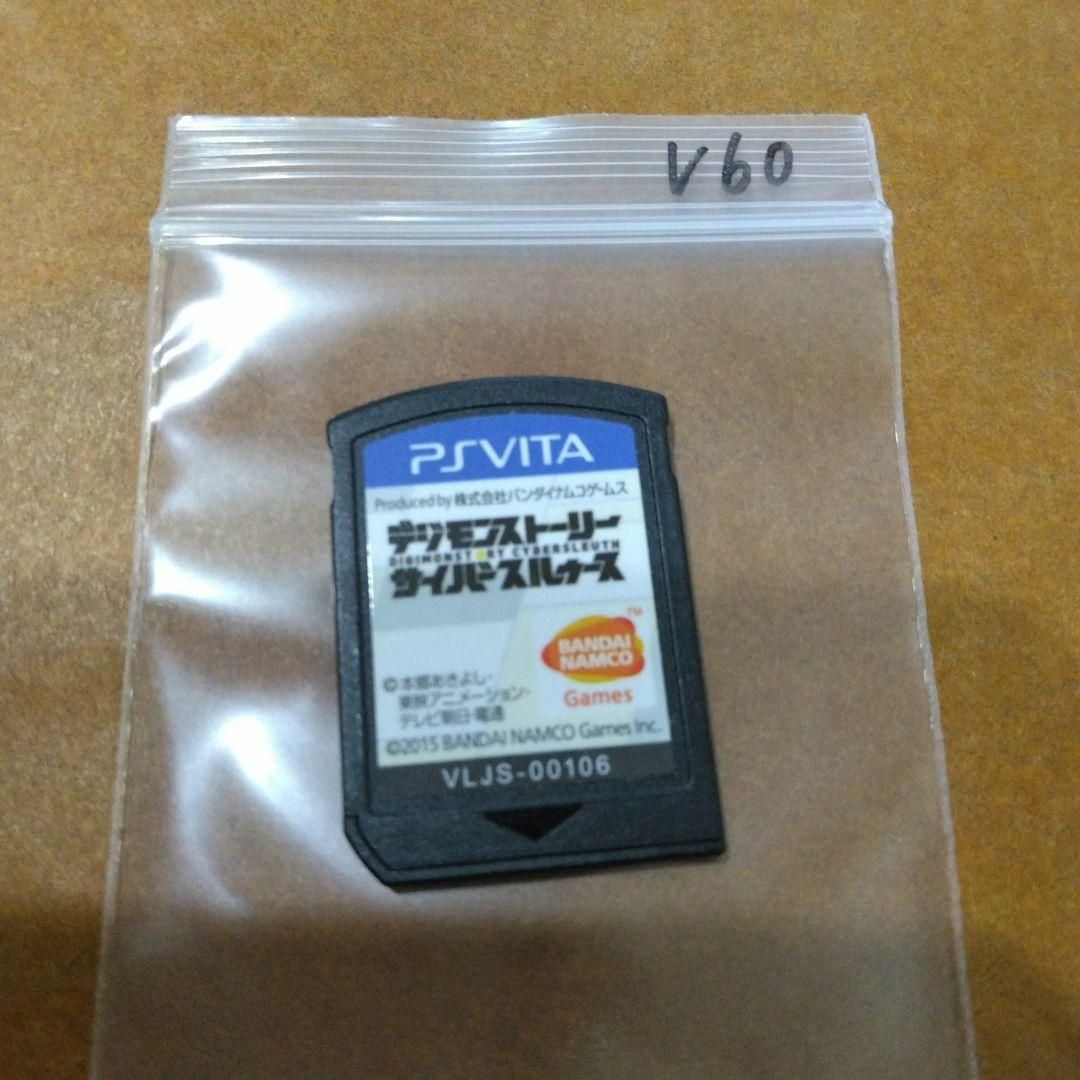 V60
PSVITA
Produced by 株式会社バンダイナムコゲームス
デジモンストーリー
DIGIMONSTORY CYBERSLEUTH
サイバースルゥース
TM
BANDAI
NAMCO
Games
©本郷あきよし・
東映アニメーション・
テレビ朝日・電通
©2015 BANDAI NAMCO Games Inc.
VLJS-00106